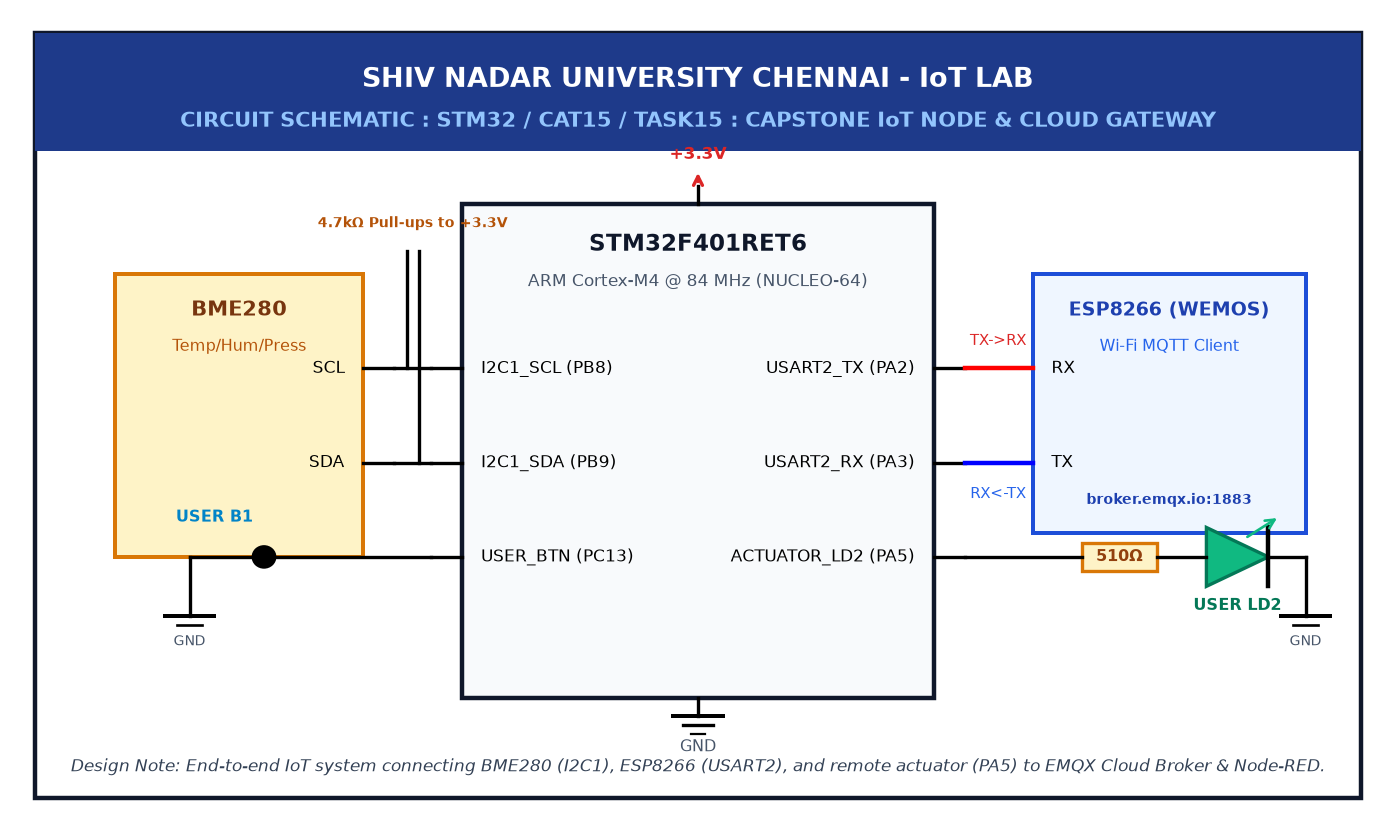 SHIV NADAR UNIVERSITY CHENNAI - IoT LAB
CIRCUIT SCHEMATIC : STM32 / CAT15 / TASK15 : CAPSTONE IoT NODE & CLOUD GATEWAY
+3.3V
4.7kΩ Pull-ups to +3.3V
STM32F401RET6
ARM Cortex-M4 @ 84 MHz (NUCLEO-64)
BME280
Temp/Hum/Press
SCL
SDA
USER B1
GND
I2C1_SCL (PB8)
I2C1_SDA (PB9)
USER_BTN (PC13)
USART2_TX (PA2)
USART2_RX (PA3)
ACTUATOR_LD2 (PA5)
GND
TX->RX
RX<-TX
ESP8266 (WEMOS)
Wi-Fi MQTT Client
RX
TX
broker.emqx.io:1883
510Ω
USER LD2
GND
Design Note: End-to-end IoT system connecting BME280 (I2C1), ESP8266 (USART2), and remote actuator (PA5) to EMQX Cloud Broker & Node-RED.